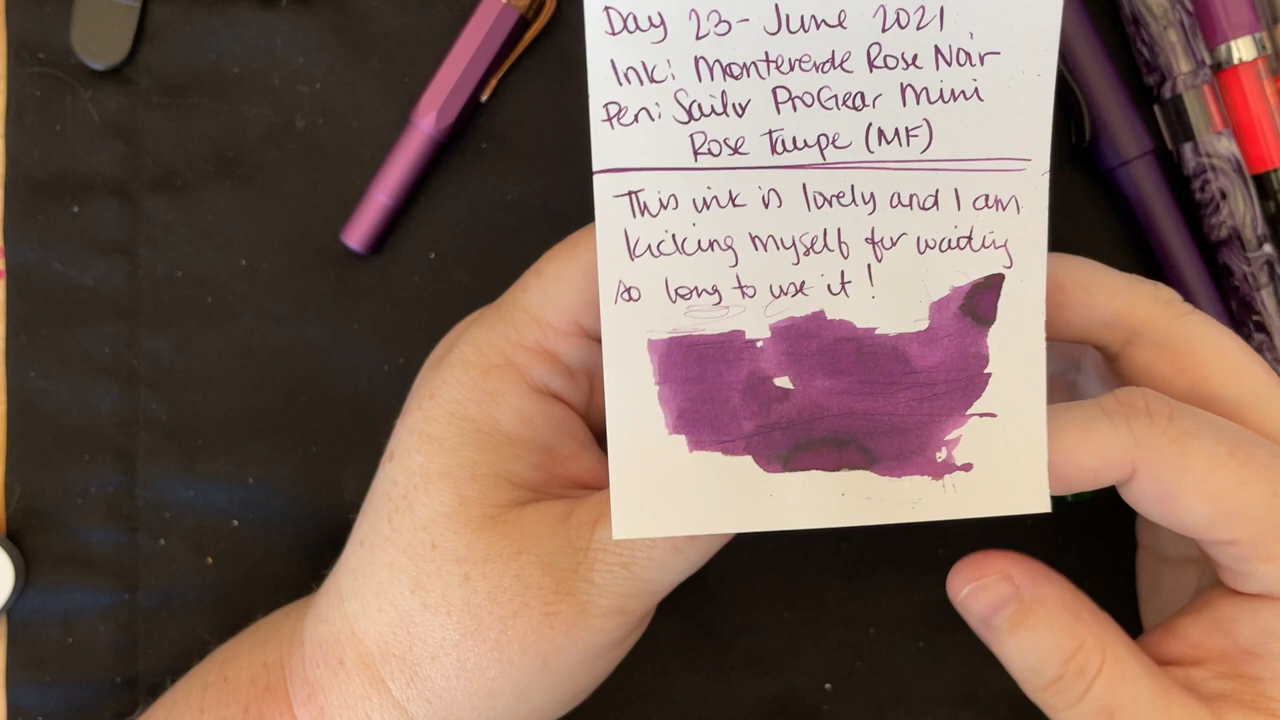 Day 23- June 2021
Ink: Monteverde Rose Noir
Pen: Sailor ProGear Mini
Rose Taupe (MF)
This ink is lovely and I am
kicking myself for waiting
so long to use it!